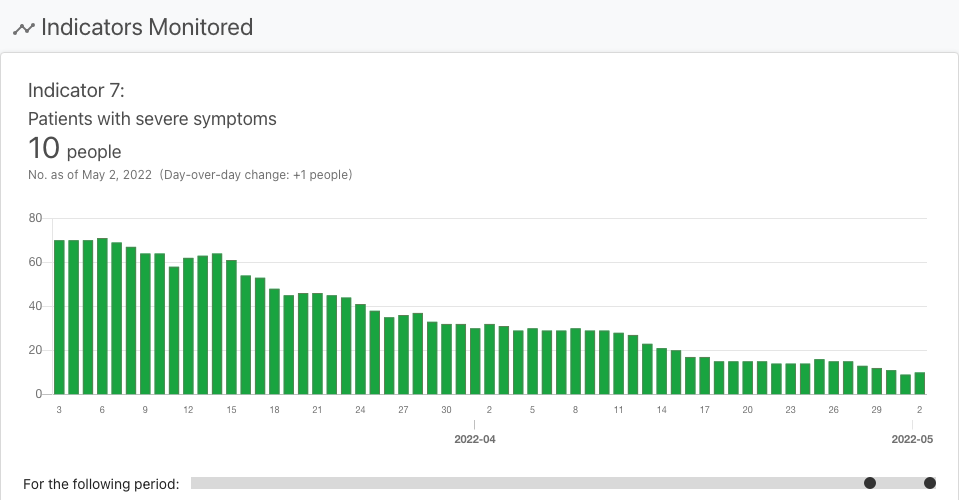 Indicators Monitored
Indicator 7:
Patients with severe symptoms
10 people
No. as of May 2, 2022 (Day-over-day change: +1 people)
80
60
40
20
0
3 6 9 12 15 18 21 24 27 30 2 5 8 11 14 17 20 23 26 29 2
2022-04 2022-05
For the following period: